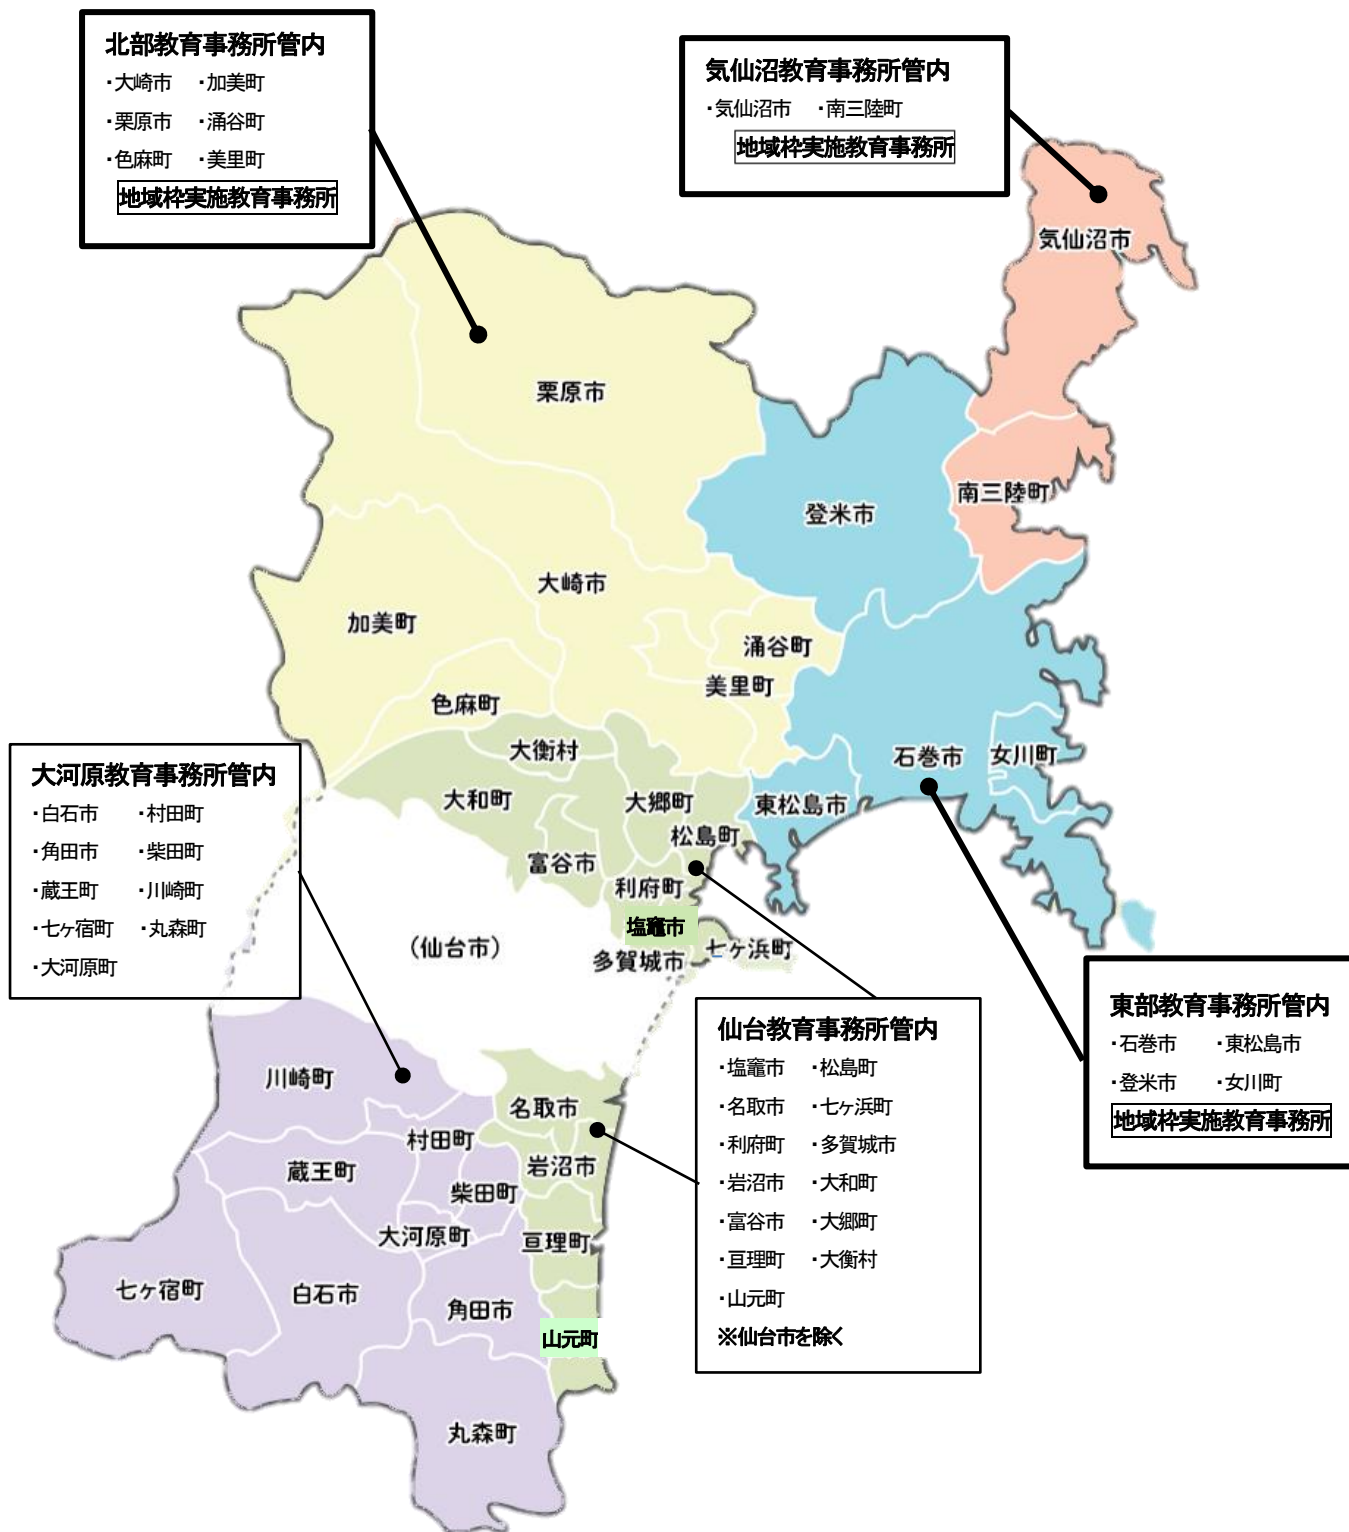 北部教育事務所管内
・大崎市 ・加美町
・栗原市 ・涌谷町
・色麻町 ・美里町
地域枠実施教育事務所
気仙沼教育事務所管内
・気仙沼市 ・南三陸町
地域枠実施教育事務所
気仙沼市
栗原市
南三陸町
登米市
大崎市
加美町
涌谷町
美里町
色麻町
大衡村
石巻市
女川町
大和町
大郷町
東松島市
松島町
富谷市
利府町
塩竈市
(仙台市)
多賀城市
七ヶ浜町
大河原教育事務所管内
・白石市 ・村田町
・角田市 ・柴田町
・蔵王町 ・川崎町
・七ヶ宿町 ・丸森町
・大河原町
東部教育事務所管内
・石巻市 ・東松島市
・登米市 ・女川町
地域枠実施教育事務所
仙台教育事務所管内
・塩竈市 ・松島町
・名取市 ・七ヶ浜町
・利府町 ・多賀城市
・岩沼市 ・大和町
・富谷市 ・大郷町
・亘理町 ・大衡村
・山元町
※仙台市を除く
川崎町
名取市
村田町
岩沼市
蔵王町
柴田町
大河原町
亘理町
七ヶ宿町
白石市
角田市
山元町
丸森町